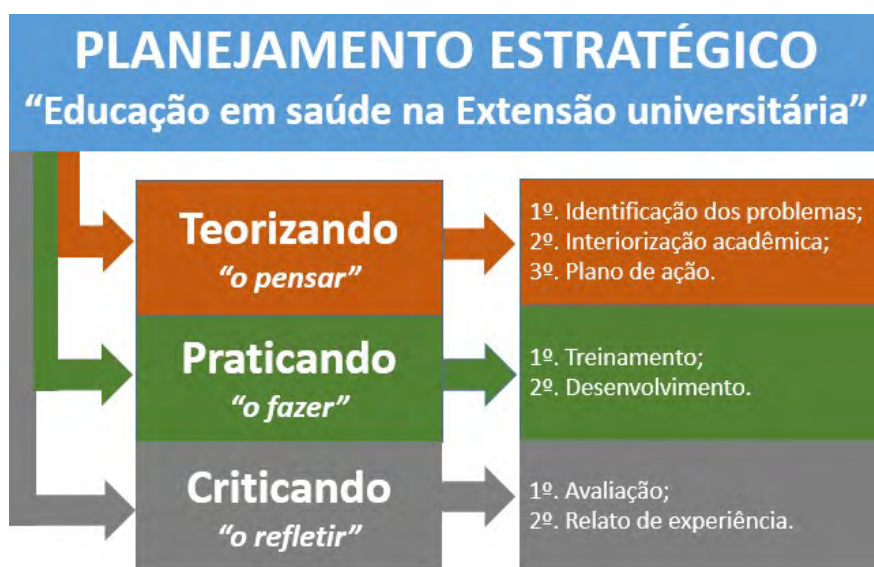 PLANEJAMENTO ESTRATÉGICO
“Educação em saúde na Extensão universitária”
Teorizando
“o pensar”
1º. Identificação dos problemas;
2º. Interiorização acadêmica;
3º. Plano de ação.
Praticando
“o fazer”
1º. Treinamento;
2º. Desenvolvimento.
Criticando
“o refletir”
1º. Avaliação;
2º. Relato de experiência.